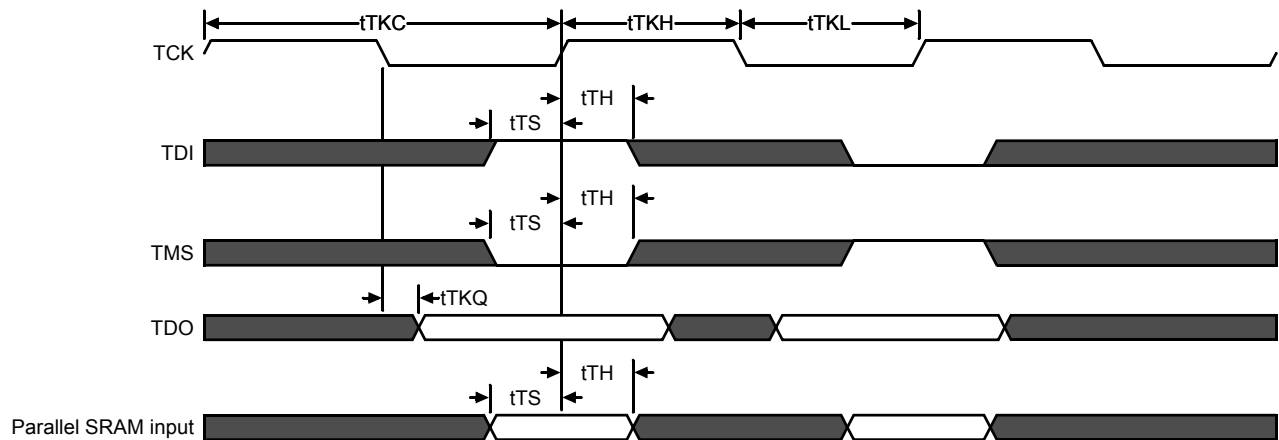 tTKC tTKH tTKL
TCK
tTH
tTS
TDI
tTH
tTS
TMS
tTKQ
TDO
tTH
tTS
Parallel SRAM input